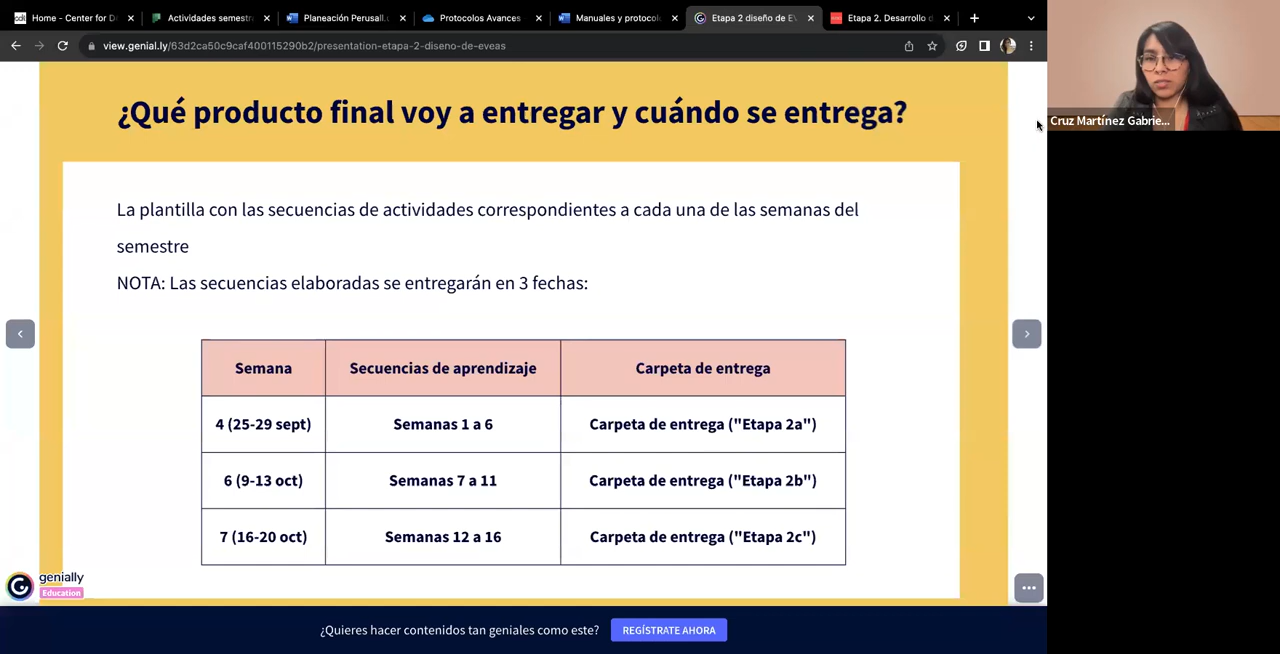 Home - Center for D
Actividades semestra
Planeación Perusall.
Protocolos Avances
Manuales y protocol
Etapa 2 diseño de EV
Etapa 2. Desarrollo d
view.genial.ly/63d2ca50c9caf400115290b2/presentation-etapa-2-diseno-de-eveas
¿Qué producto final voy a entregar y cuándo se entrega?
Cruz Martínez Gabrie...
La plantilla con las secuencias de actividades correspondientes a cada una de las semanas del
semestre
NOTA: Las secuencias elaboradas se entregarán en 3 fechas:
Semana Secuencias de aprendizaje Carpeta de entrega
4 (25-29 sept) Semanas 1 a 6 Carpeta de entrega ("Etapa 2a")
6 (9-13 oct) Semanas 7 a 11 Carpeta de entrega ("Etapa 2b")
7 (16-20 oct) Semanas 12 a 16 Carpeta de entrega ("Etapa 2c")
genially
Education
¿Quieres hacer contenidos tan geniales como este? REGÍSTRATE AHORA